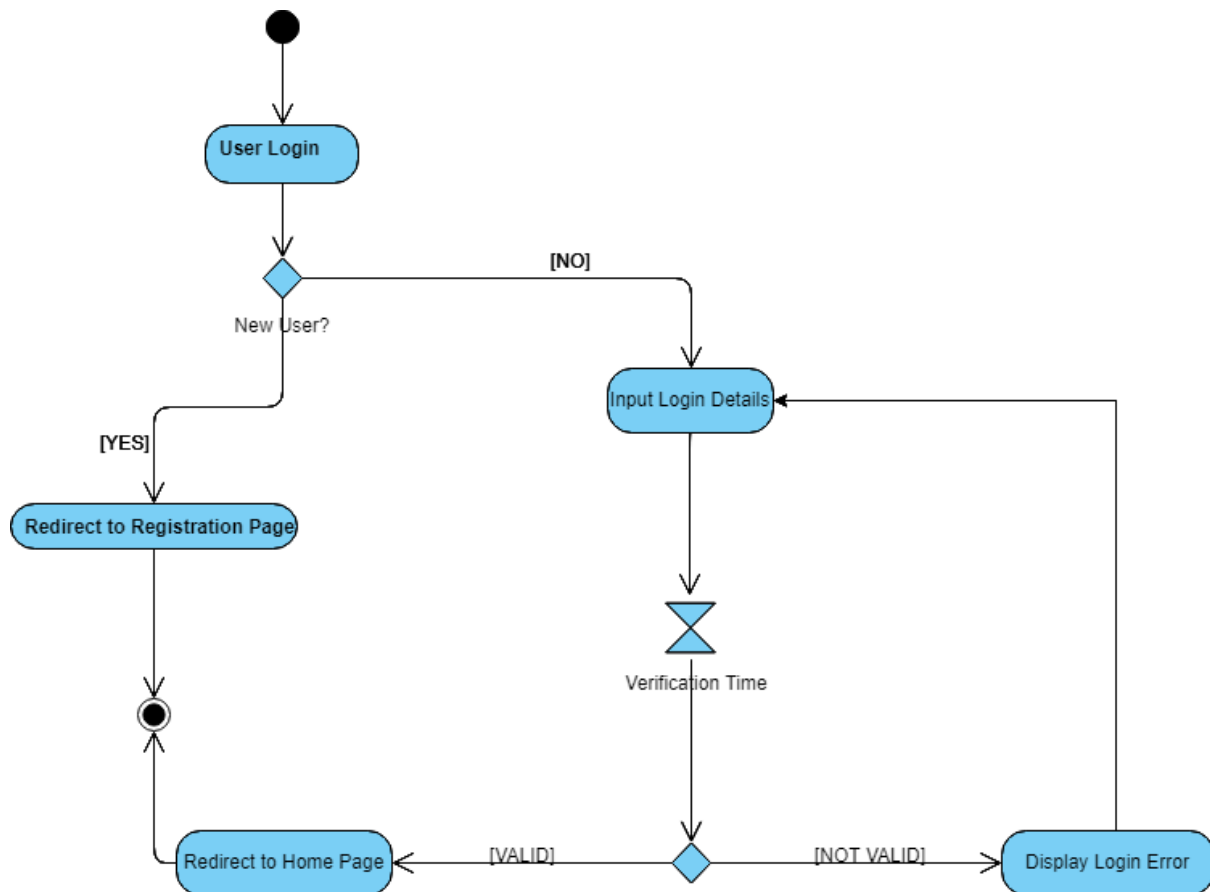 User Login
[NO]
New User?
Input Login Details
[YES]
Redirect to Registration Page
Verification Time
Redirect to Home Page
[VALID]
[NOT VALID]
Display Login Error